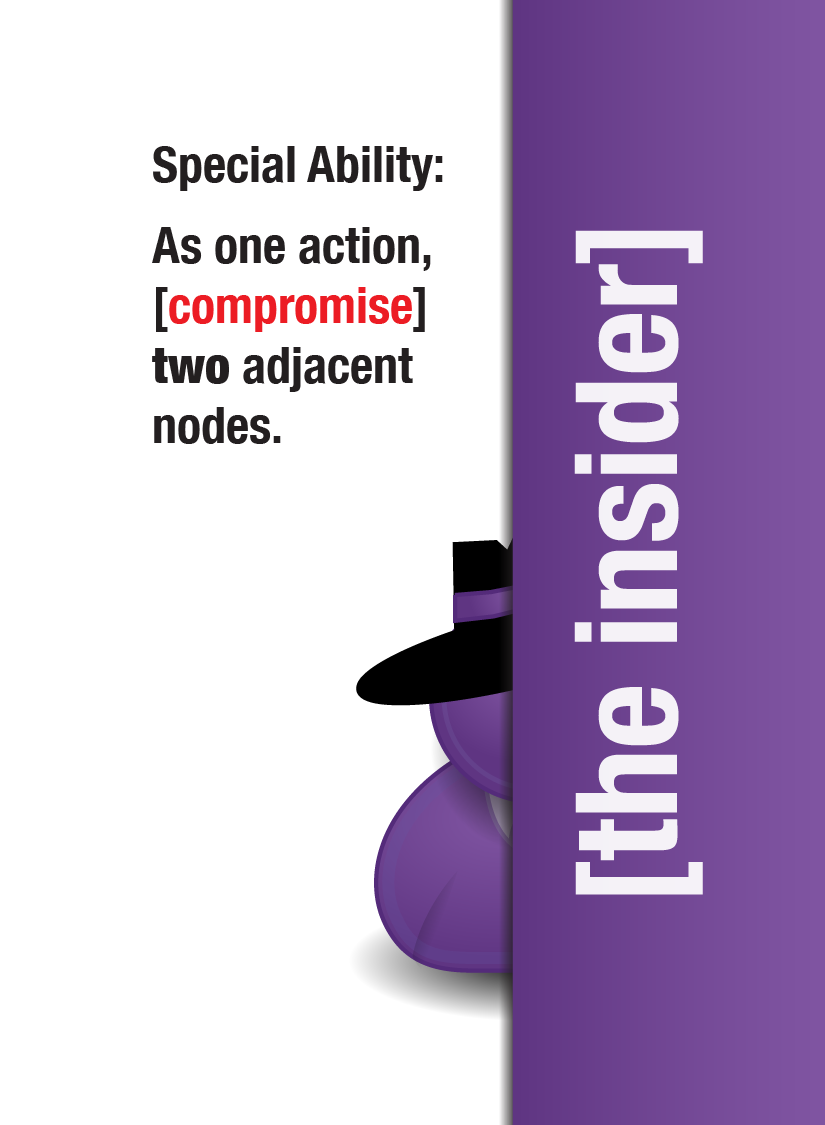 Special Ability:
As one action,
[compromise]
two adjacent
nodes.
[the insider]